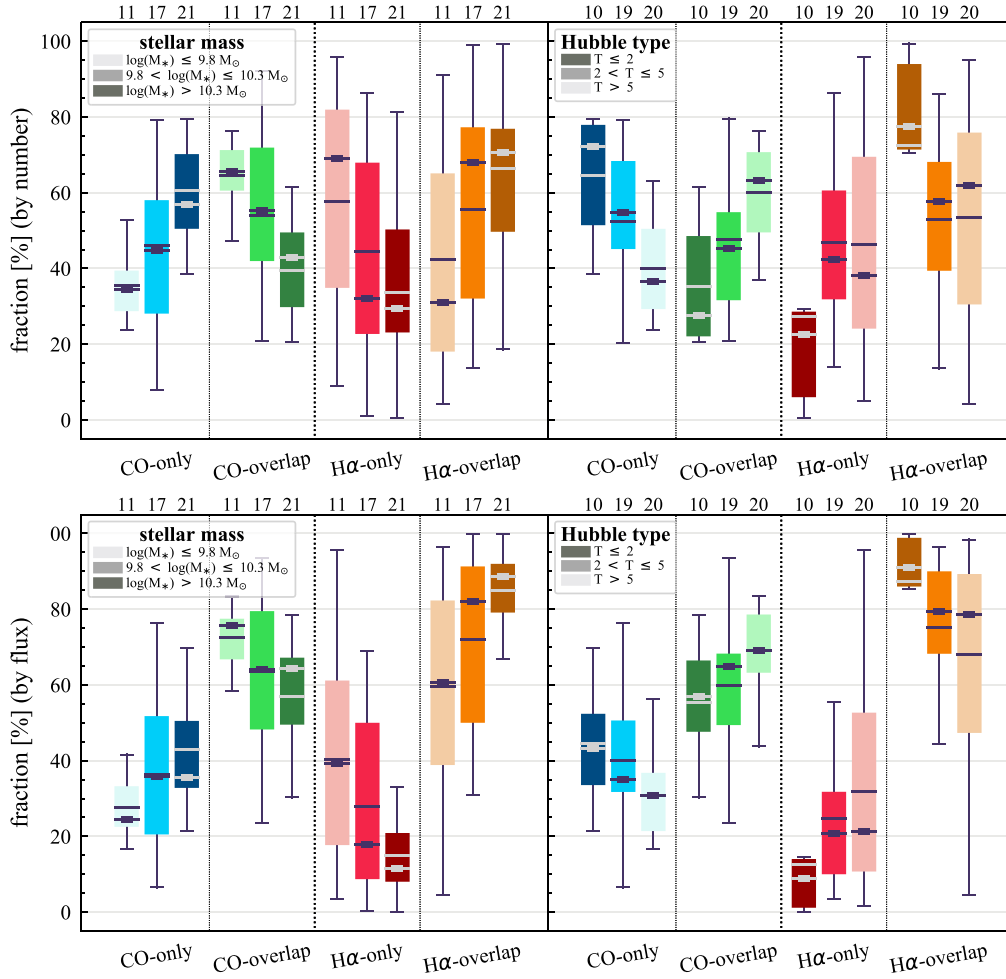 11 17 21 11 17 21 11 17 21 11 17 21 10 19 20 10 19 20 10 19 20 10 19 20
stellar mass
log(M*) ≤ 9.8 M⊙
9.8 < log(M*) ≤ 10.3 M⊙
log(M*) > 10.3 M⊙
Hubble type
T ≤ 2
2 < T ≤ 5
T > 5
100
80
60
40
20
0
fraction [%] (by number)
CO-only CO-overlap Hα-only Hα-overlap CO-only CO-overlap Hα-only Hα-overlap
11 17 21 11 17 21 11 17 21 11 17 21 10 19 20 10 19 20 10 19 20 10 19 20
stellar mass
log(M*) ≤ 9.8 M⊙
9.8 < log(M*) ≤ 10.3 M⊙
log(M*) > 10.3 M⊙
Hubble type
T ≤ 2
2 < T ≤ 5
T > 5
00
80
60
40
20
0
fraction [%] (by flux)
CO-only CO-overlap Hα-only Hα-overlap CO-only CO-overlap Hα-only Hα-overlap